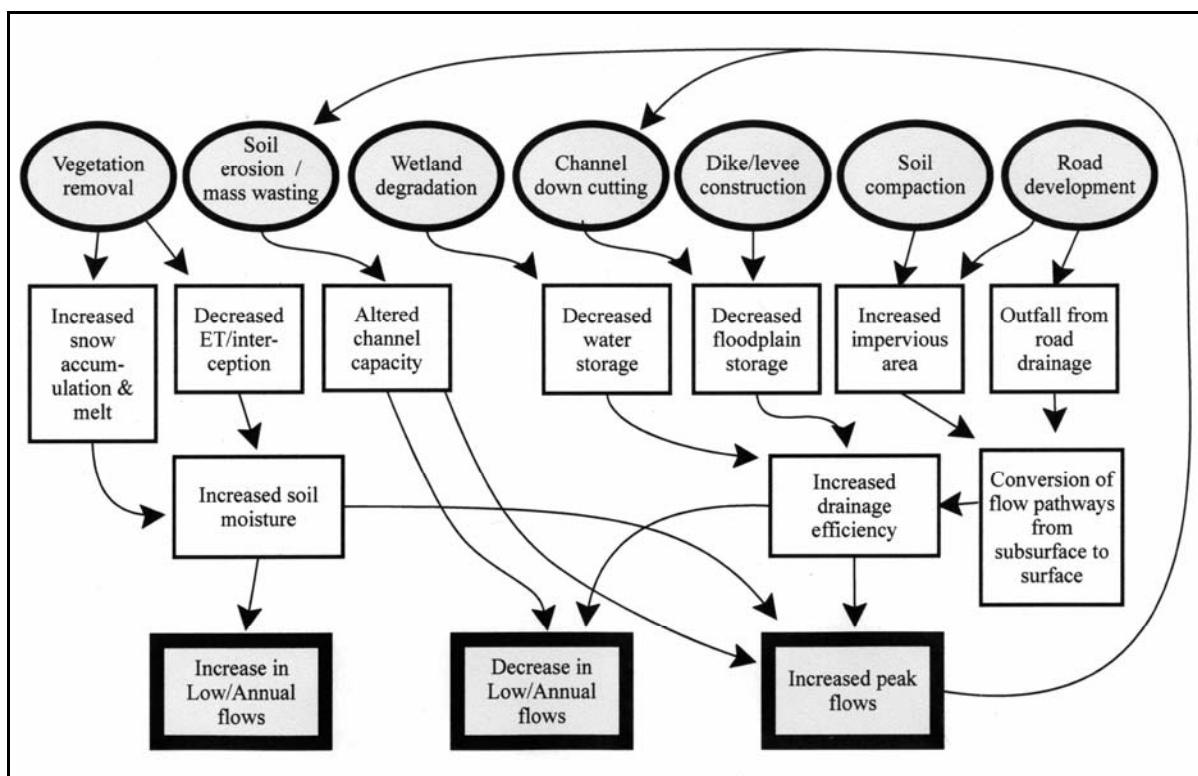 Vegetation
removal
Soil
erosion /
mass wasting
Wetland
degradation
Channel
down cutting
Dike/levee
construction
Soil
compaction
Road
development
Increased
snow
accum-
ulation &
melt
Decreased
ET/inter-
ception
Altered
channel
capacity
Decreased
water
storage
Decreased
floodplain
storage
Increased
impervious
area
Outfall from
road
drainage
Increased soil
moisture
Increased
drainage
efficiency
Conversion of
flow pathways
from
subsurface to
surface
Increase in
Low/Annual
flows
Decrease in
Low/Annual
flows
Increased peak
flows